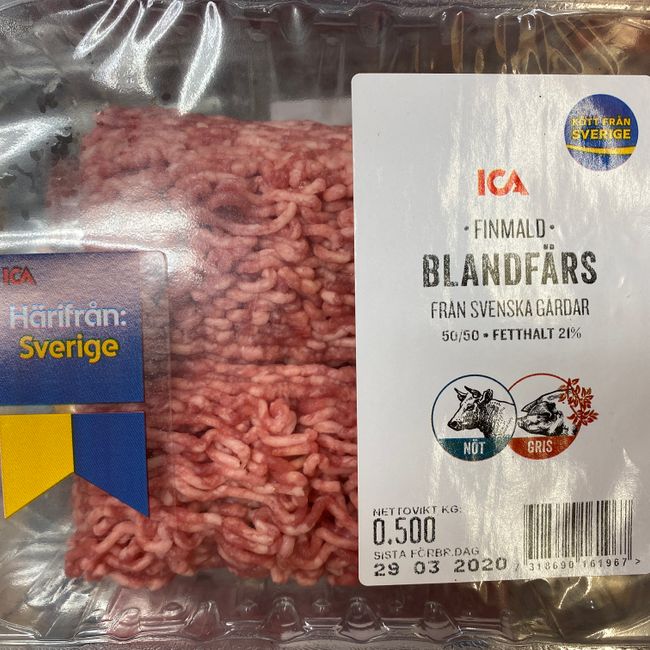 KÖTT FRÅN
SVERIGE
ICA
• FINMALD •
BLANDFÄRS
FRÅN SVENSKA GÅRDAR
50/50 • FETTHALT 21%
NÖT
GRIS
NETTOVIKT KG:
0.500
SISTA FÖRBR.DAG
29 03 2020
7 318690 161967 >
ICA
Härifrån:
Sverige